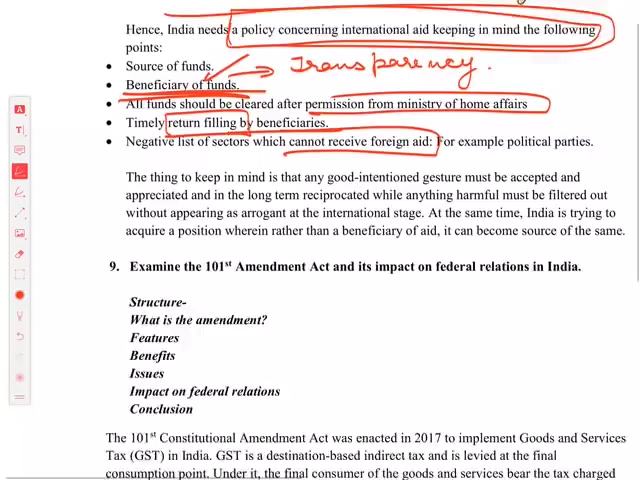 Hence, India needs a policy concerning international aid keeping in mind the following
points:
• Source of funds.
Transparency.
• Beneficiary of funds.
• All funds should be cleared after permission from ministry of home affairs
• Timely return filling by beneficiaries.
• Negative list of sectors which cannot receive foreign aid: For example political parties.
The thing to keep in mind is that any good-intentioned gesture must be accepted and
appreciated and in the long term reciprocated while anything harmful must be filtered out
without appearing as arrogant at the international stage. At the same time, India is trying to
acquire a position wherein rather than a beneficiary of aid, it can become source of the same.
9. Examine the 101st Amendment Act and its impact on federal relations in India.
Structure-
What is the amendment?
Features
Benefits
Issues
Impact on federal relations
Conclusion
The 101st Constitutional Amendment Act was enacted in 2017 to implement Goods and Services
Tax (GST) in India. GST is a destination-based indirect tax and is levied at the final
consumption point. Under it, the final consumer of the goods and services bear the tax charged